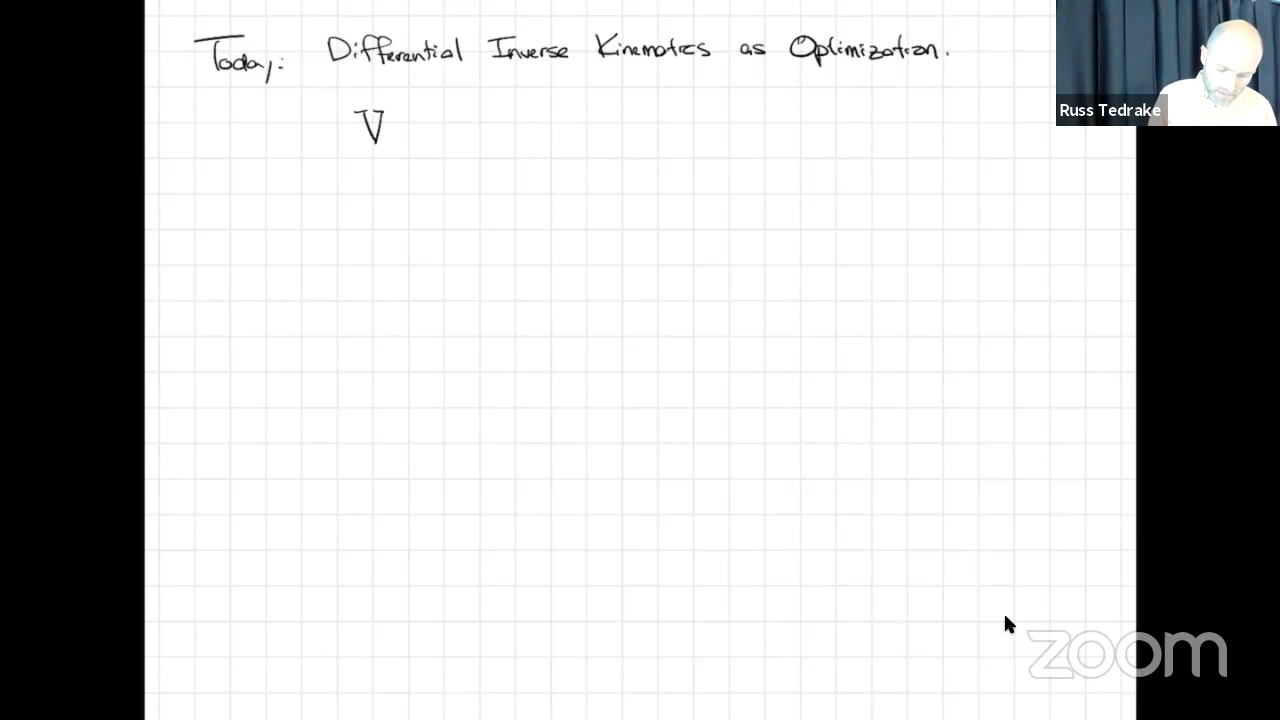 Today: Differential Inverse Kinematics as Optimization.
V
Russ Tedrake
zoom